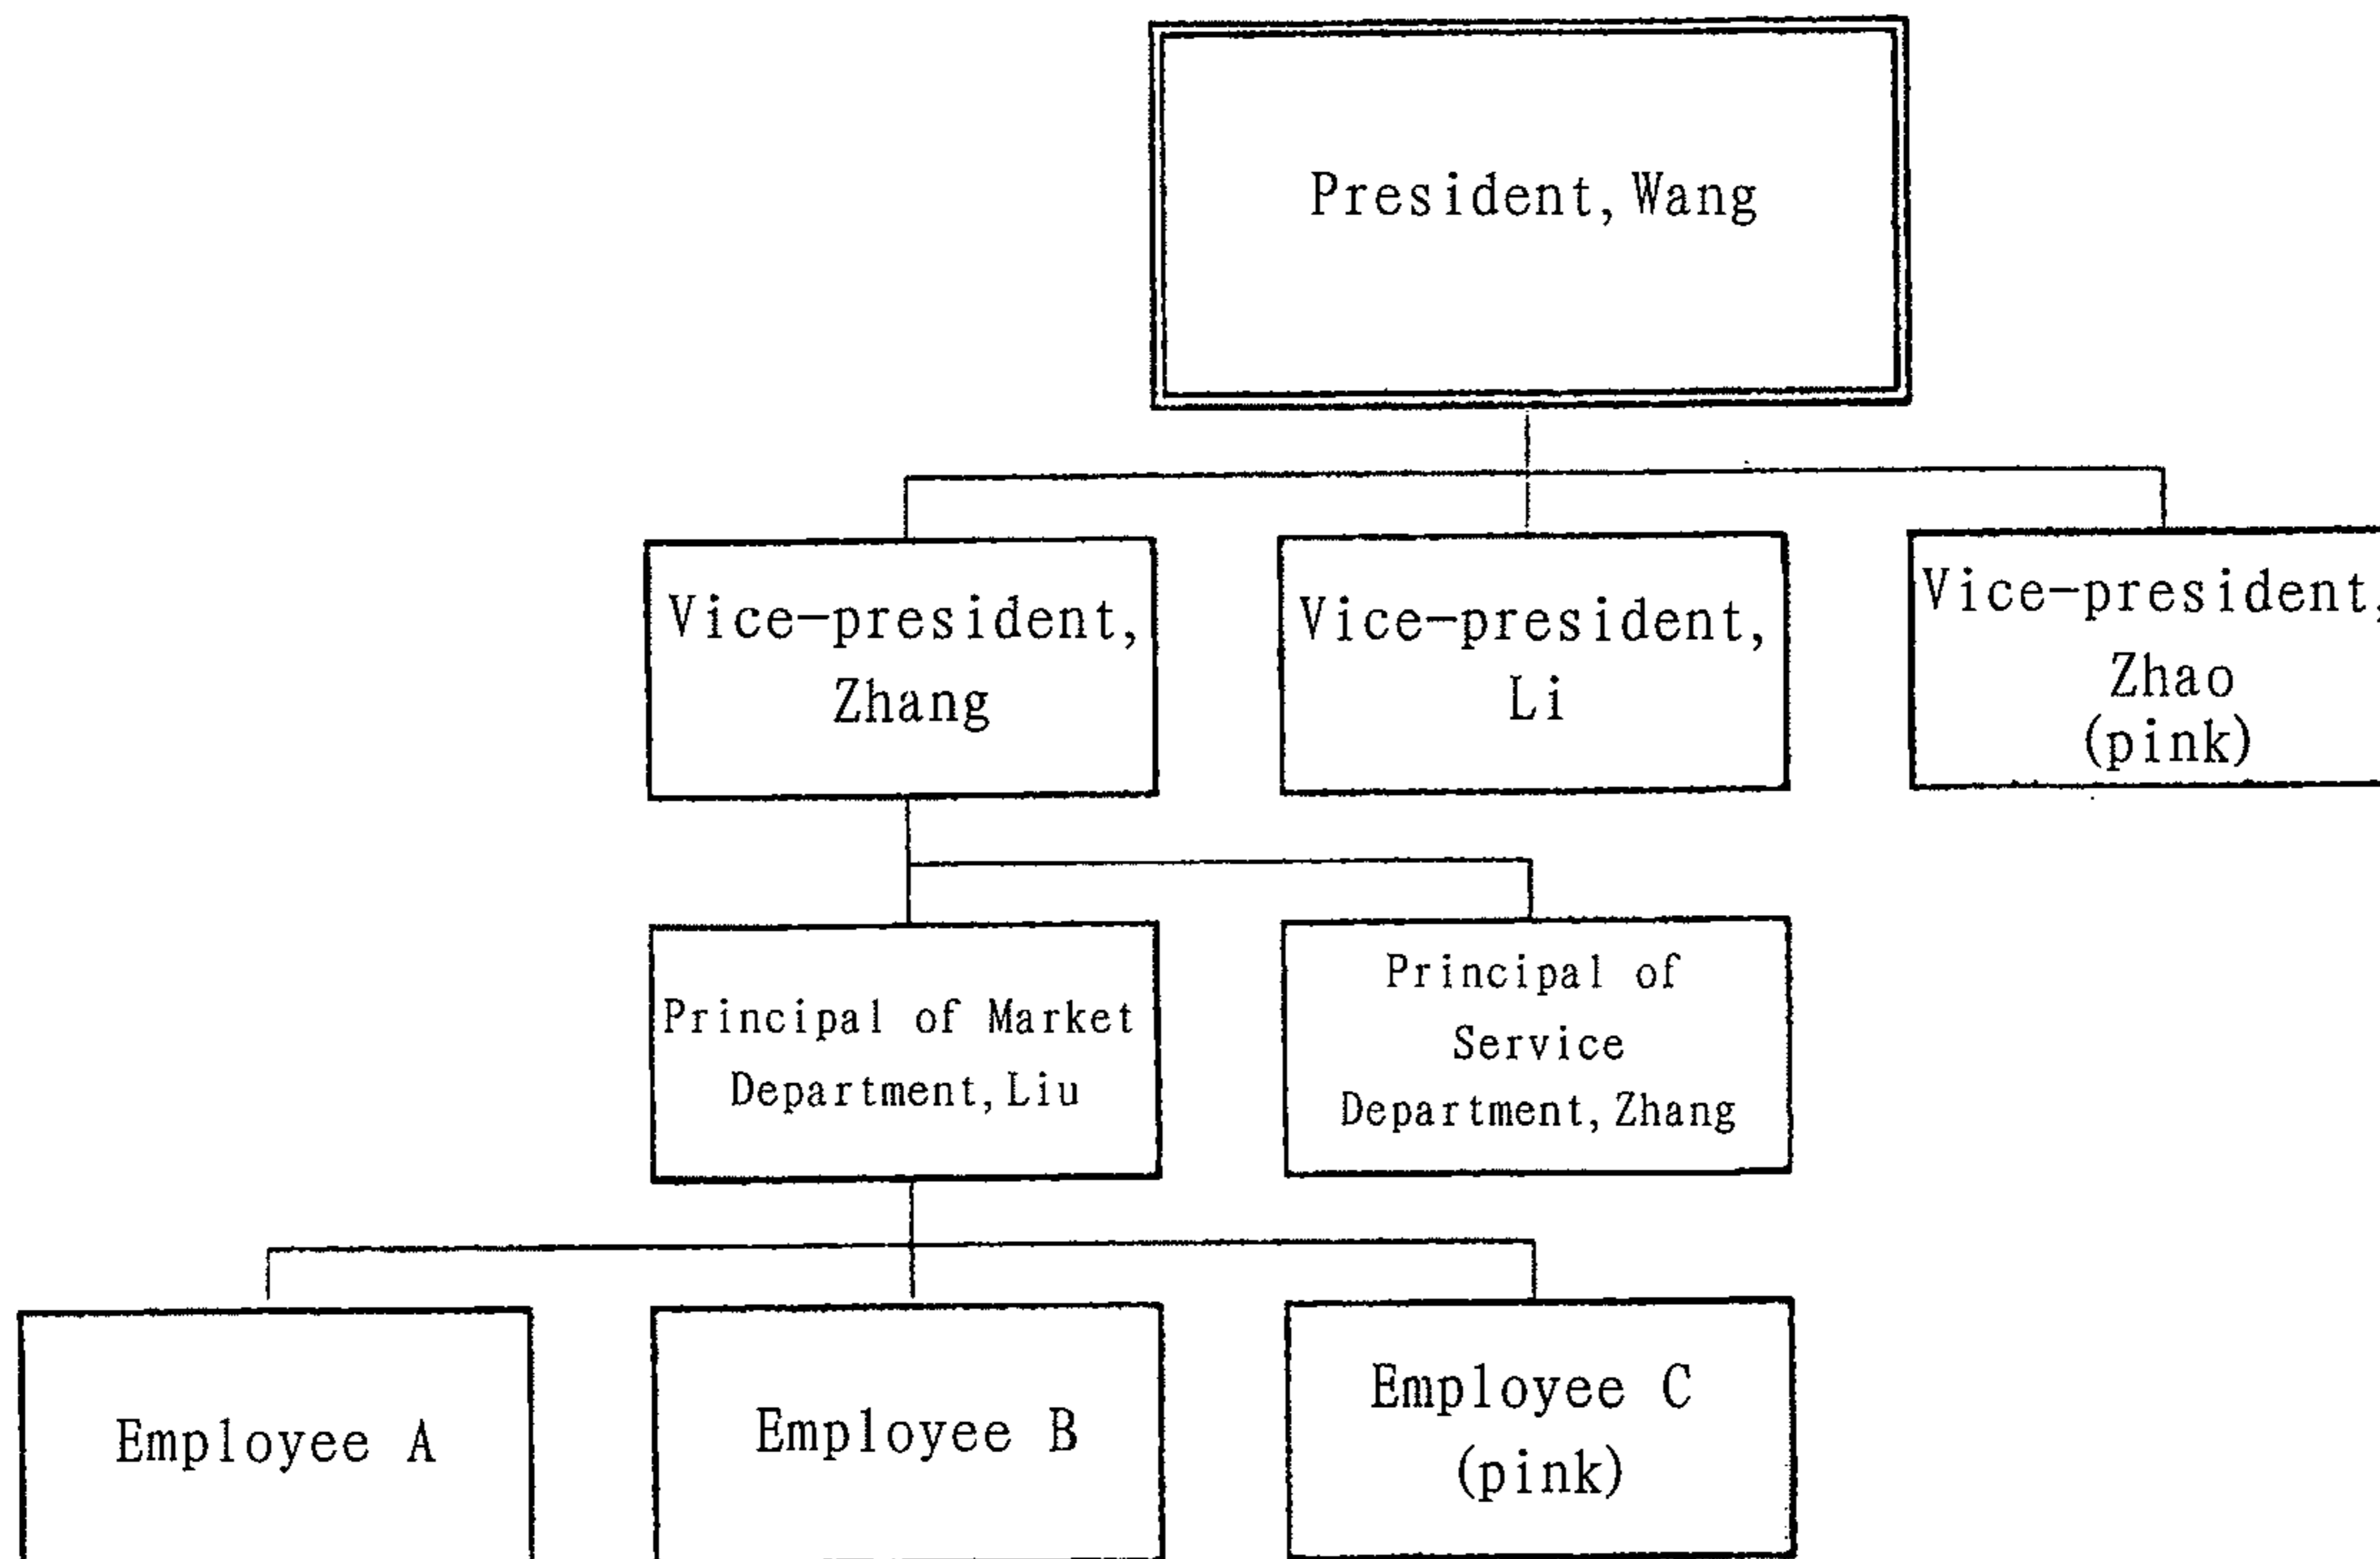 President, Wang
Vice-president,
Zhang
Vice-president,
Li
Vice-president,
Zhao
(pink)
Principal of Market
Department, Liu
Principal of
Service
Department, Zhang
Employee A
Employee B
Employee C
(pink)